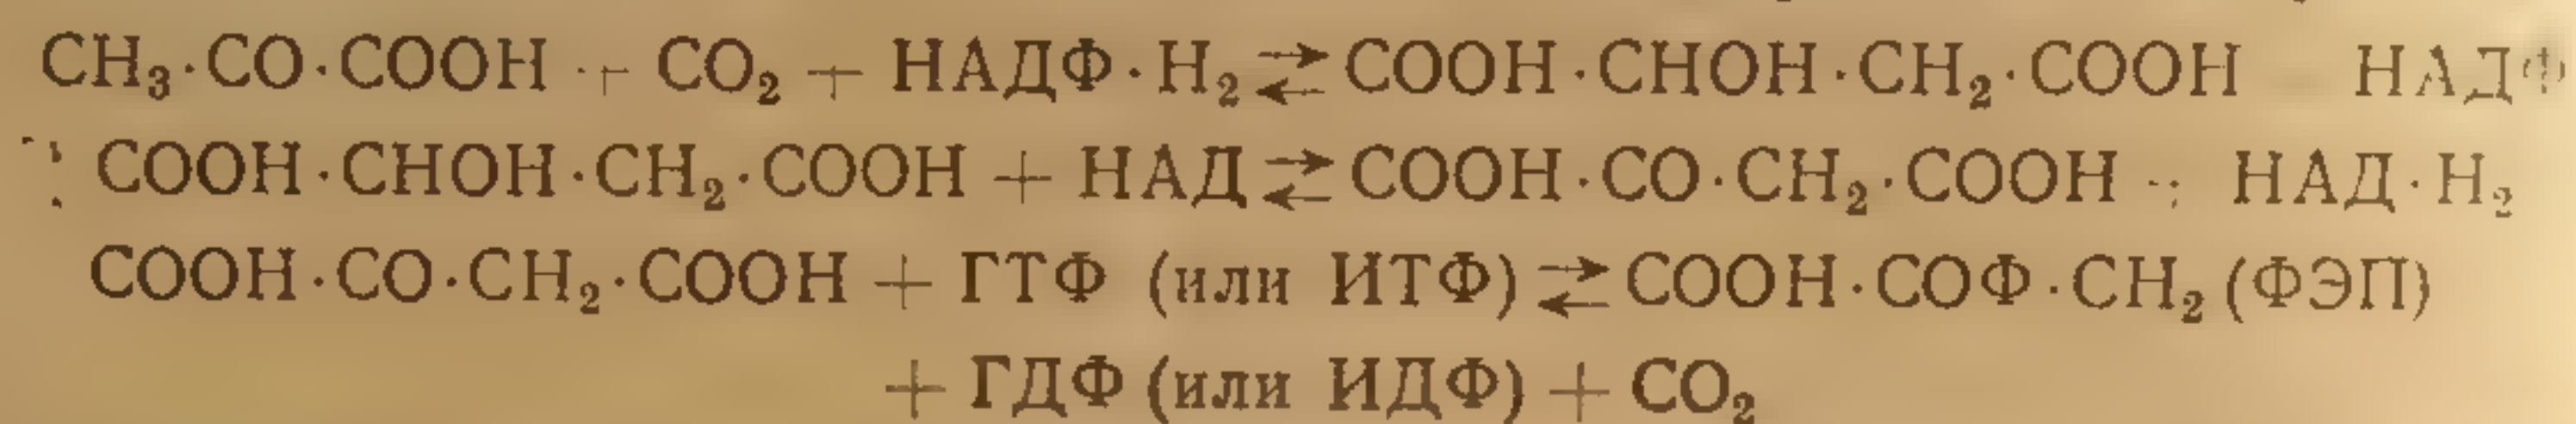 CH₃·CO·COOH + CO₂ + НАДФ·H₂ ⇄ COOH·CHOH·CH₂·COOH НАДФ
COOH·CHOH·CH₂·COOH + НАД ⇄ COOH·CO·CH₂·COOH + НАД·H₂
COOH·CO·CH₂·COOH + ГТФ (или ИТФ) ⇄ COOH·COФ·CH₂ (ФЭП)
+ ГДФ (или ИДФ) + CO₂